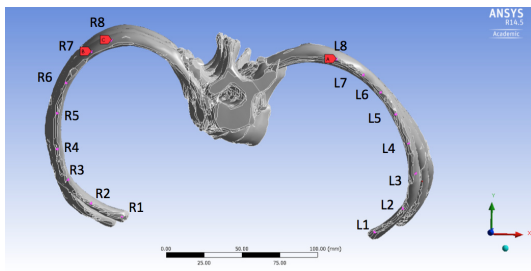 ANSYS
R14.5
Academic
R8
R7
R6
R5
R4
R3
R2
R1
L8
L7
L6
L5
L4
L3
L2
L1
Y
X
0.00 50.00 100.00 (mm)
25.00 75.00